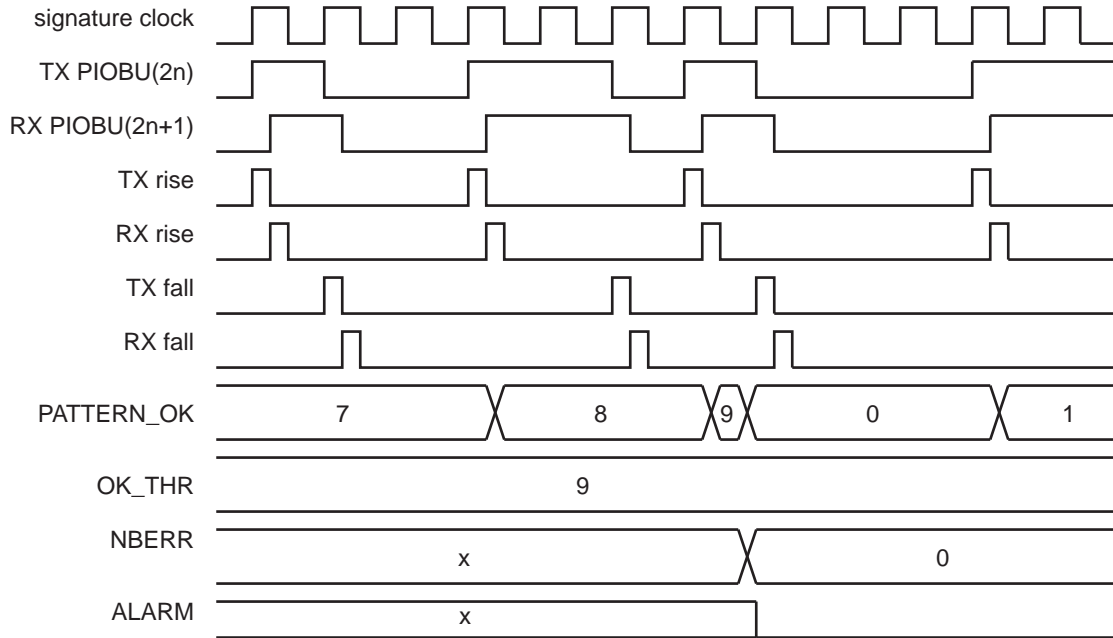 signature clock
TX PIOBU(2n)
RX PIOBU(2n+1)
TX rise
RX rise
TX fall
RX fall
PATTERN_OK 7 8 9 0 1
OK_THR 9
NBERR x 0
ALARM x